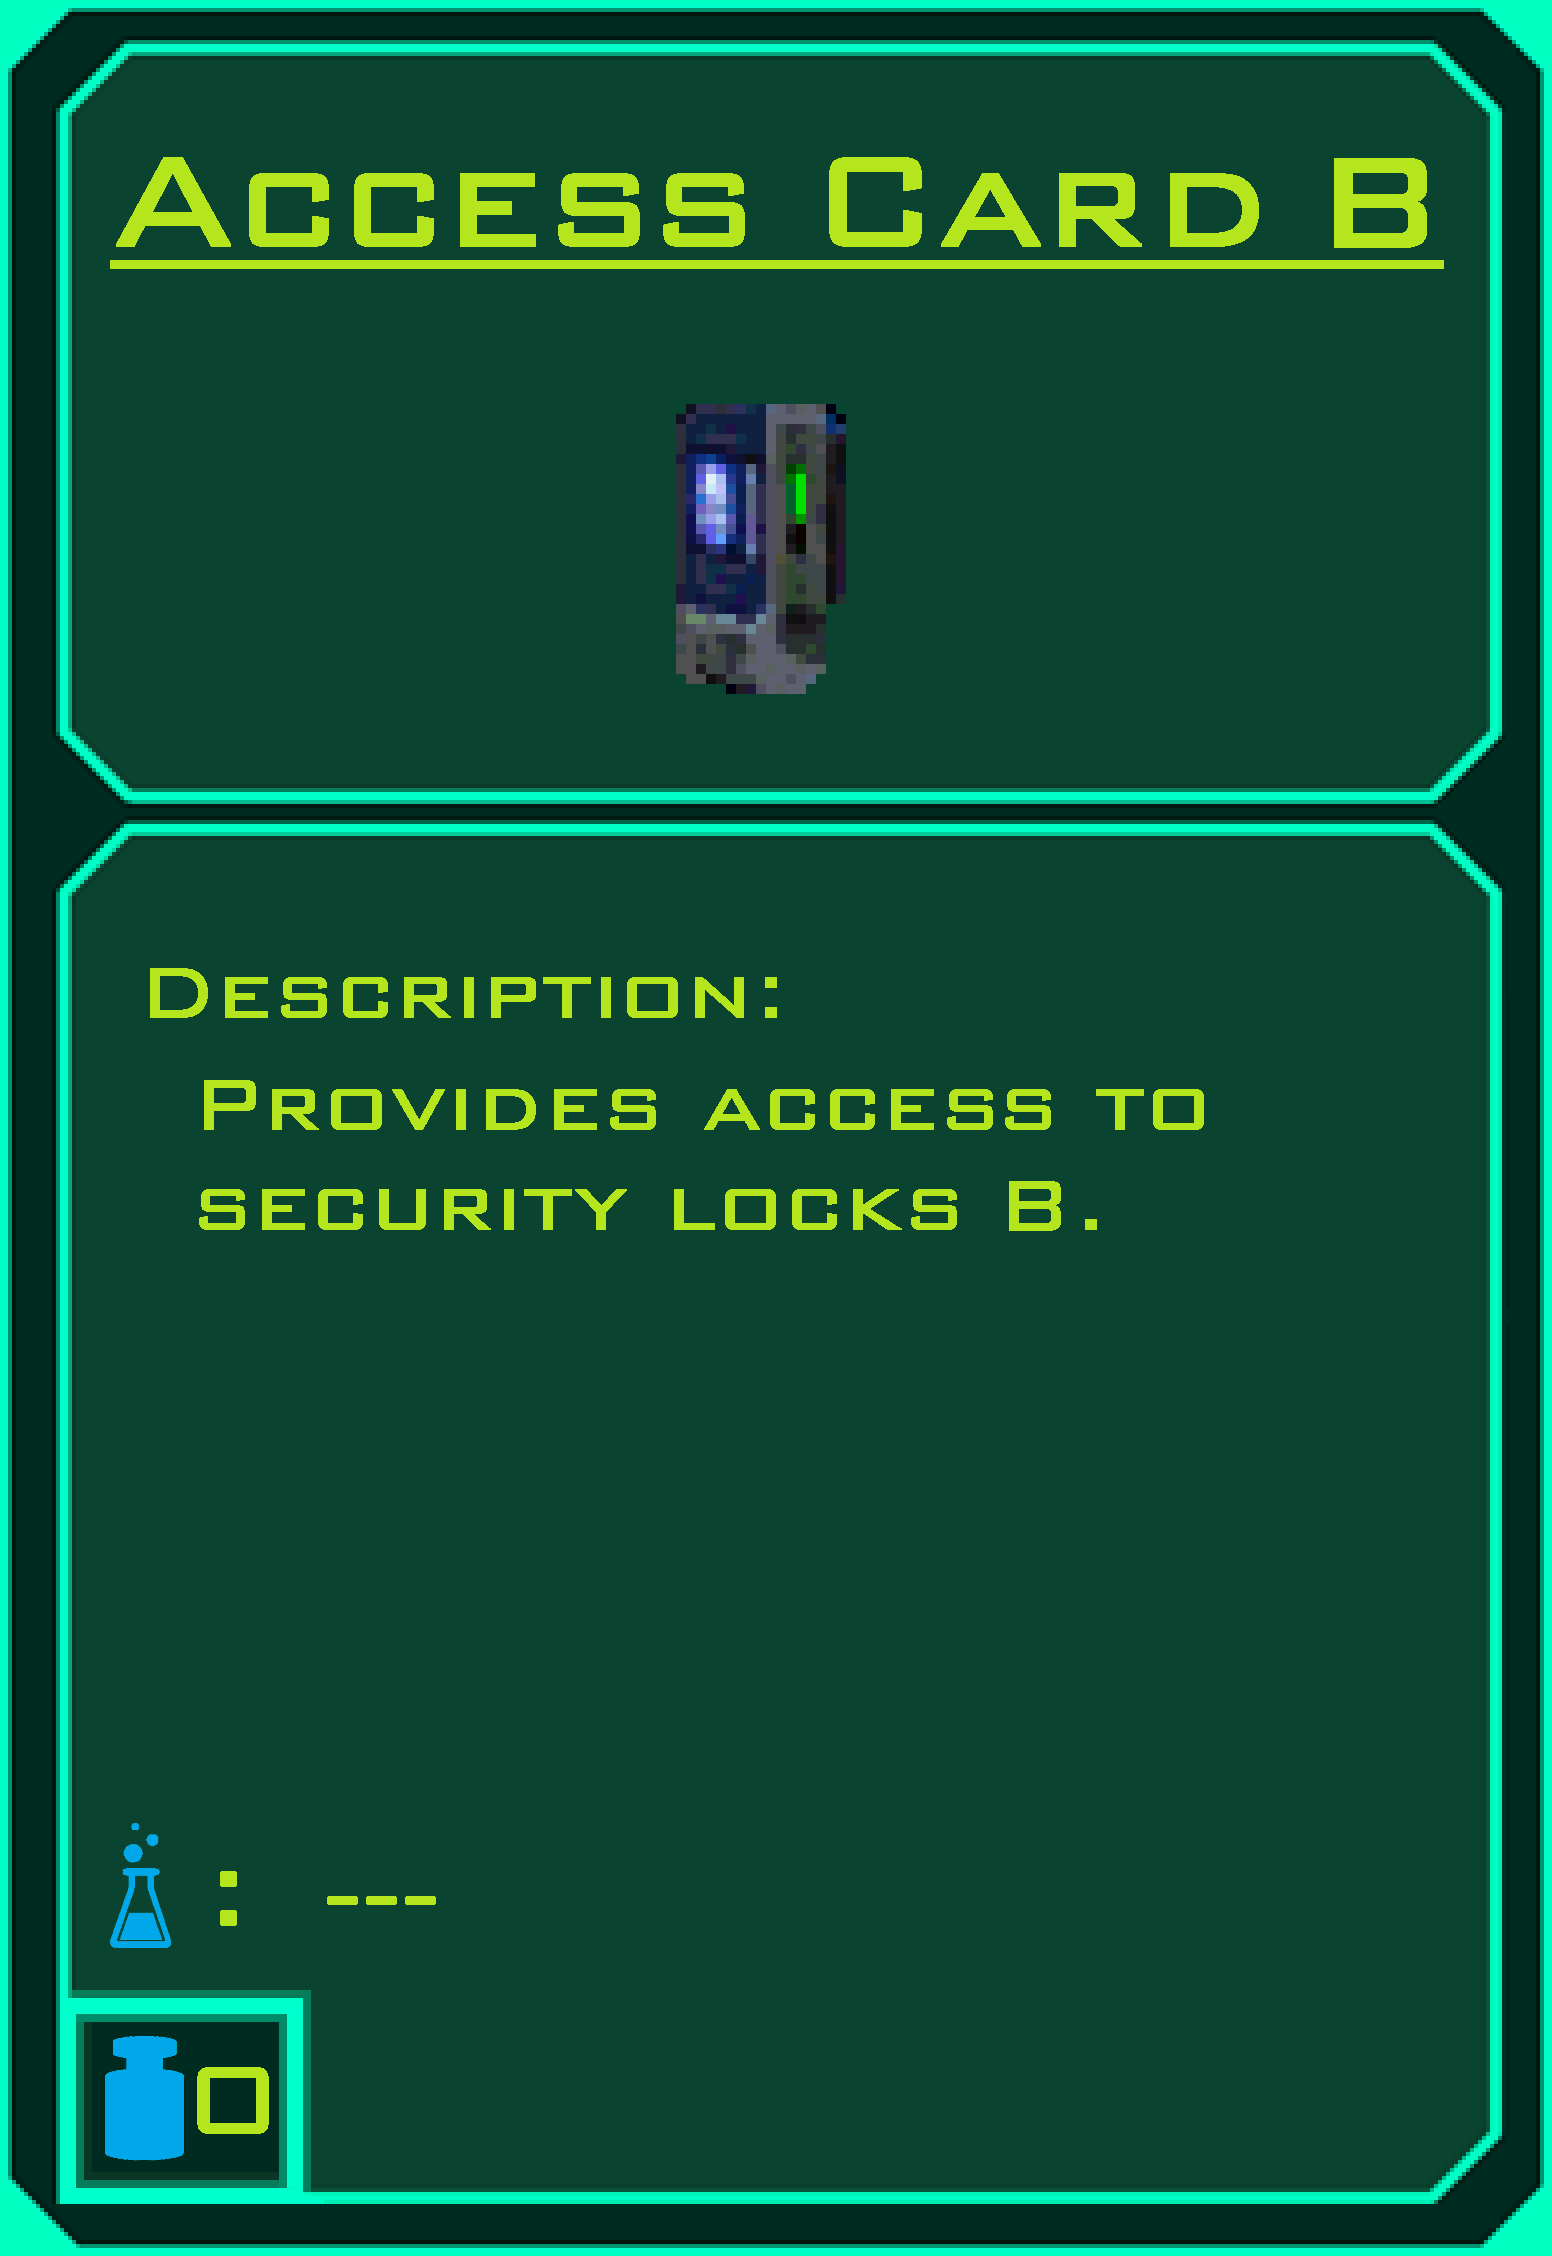 Access Card B
Description:
Provides access to
security locks B.
: ---
0